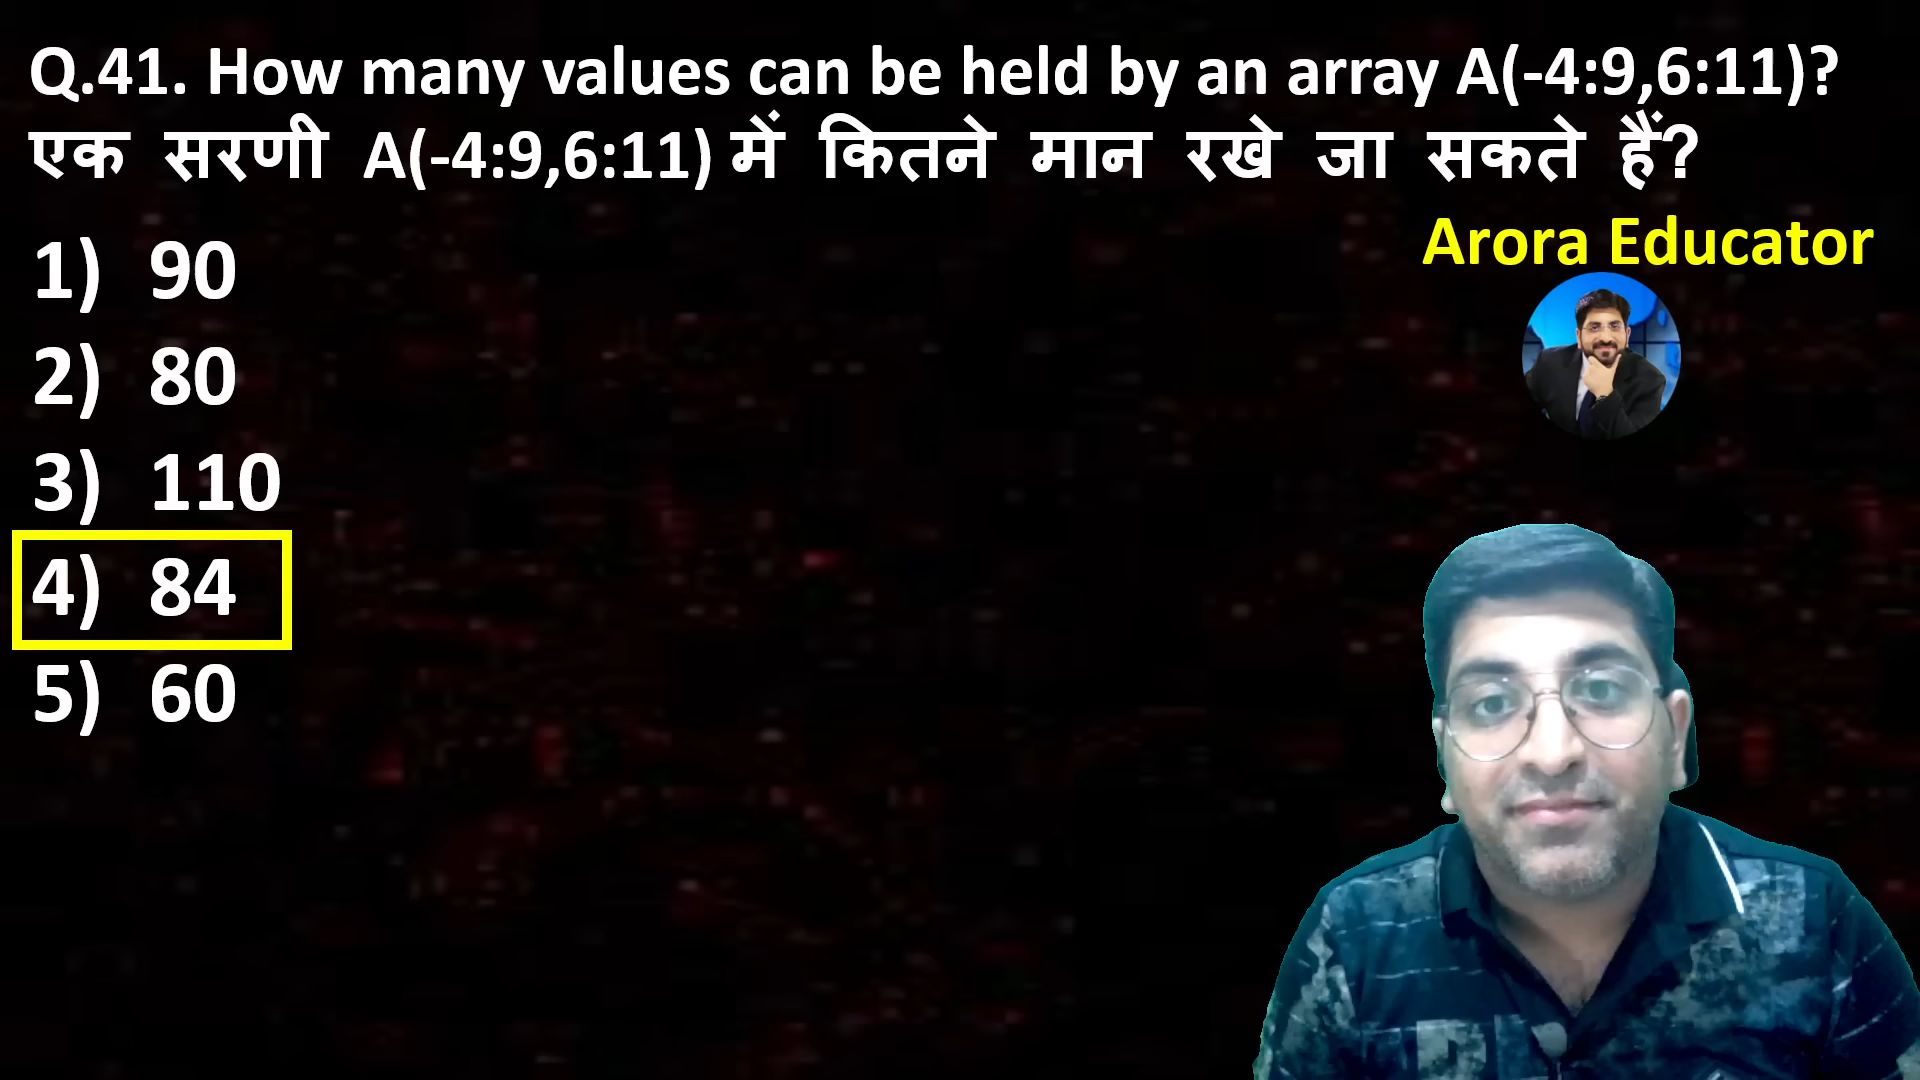 Q.41. How many values can be held by an array A(-4:9,6:11)?
एक सरणी A(-4:9,6:11) में कितने मान रखे जा सकते हैं?
Arora Educator
1) 90
2) 80
3) 110
4) 84
5) 60